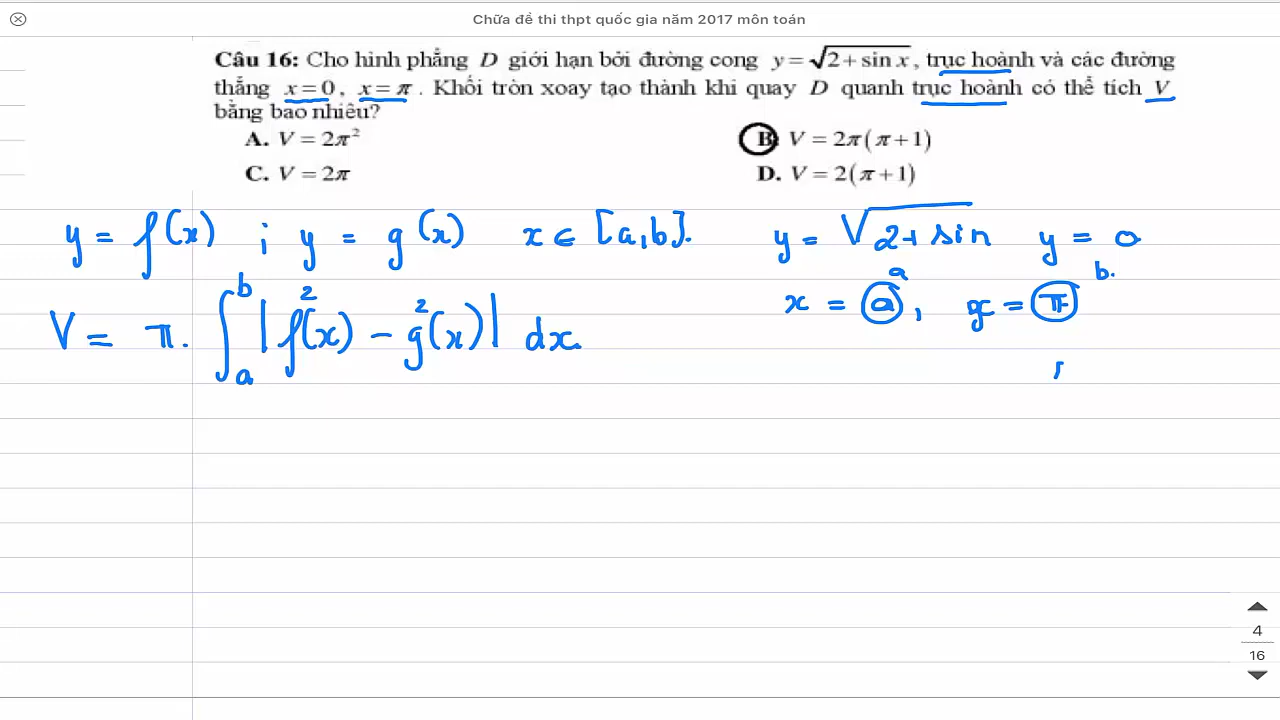 Chữa đề thi thpt quốc gia năm 2017 môn toán
Câu 16: Cho hình phẳng D giới hạn bởi đường cong y = √(2 + sin x), trục hoành và các đường
thẳng x = 0, x = π. Khối tròn xoay tạo thành khi quay D quanh trục hoành có thể tích V
bằng bao nhiêu?
A. V = 2π² B. V = 2π(π + 1)
C. V = 2π D. V = 2(π + 1)
y = f(x) ; y = g(x) x ∈ [a,b]. y = √(2 + sin) y = 0
a b.
x = 0, x = π
V = π. ∫ₐᵇ |f²(x) − g²(x)| dx.
4
16